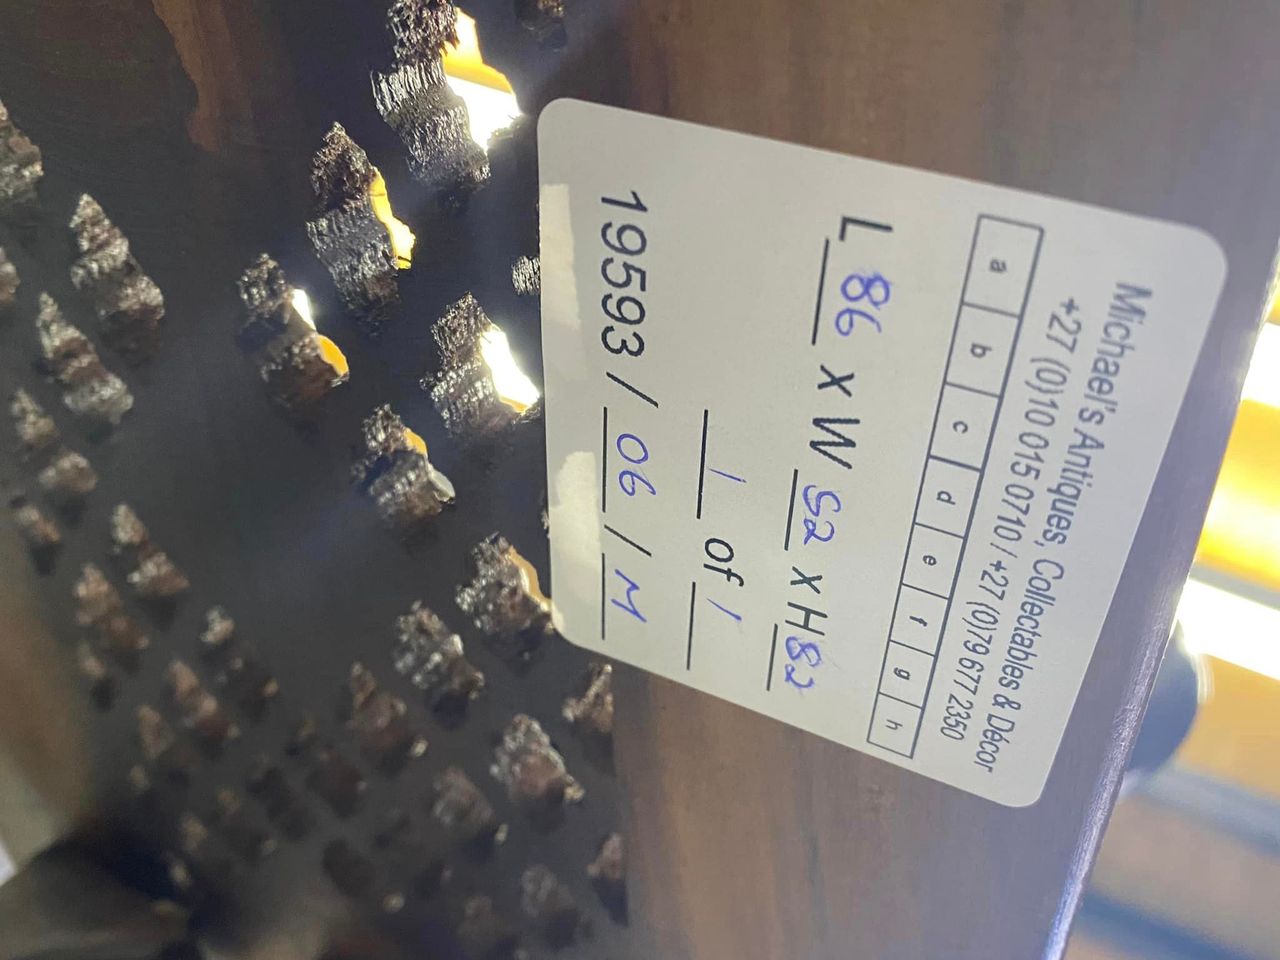 Michael's Antiques, Collectables & Décor
+27 (0)10 015 0710 / +27 (0)79 677 2350
a b c d e f g h
L 86 x W 52 x H 82
1 of 1
19593 / 06 / M